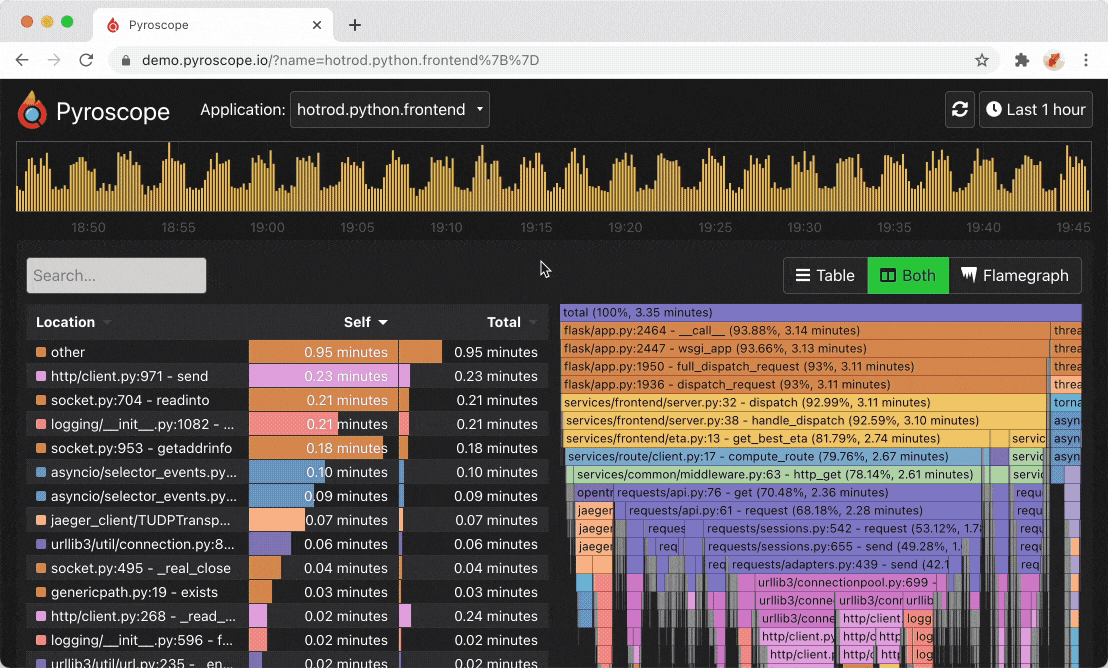 Pyroscope
demo.pyroscope.io/?name=hotrod.python.frontend%7B%7D
Pyroscope Application: hotrod.python.frontend Last 1 hour
18:50 18:55 19:00 19:05 19:10 19:15 19:20 19:25 19:30 19:35 19:40 19:45
Search... Table Both Flamegraph
Location Self Total
other 0.95 minutes 0.95 minutes
http/client.py:971 - send 0.23 minutes 0.23 minutes
socket.py:704 - readinto 0.21 minutes 0.21 minutes
logging/__init__.py:1082 - ... 0.21 minutes 0.21 minutes
socket.py:953 - getaddrinfo 0.18 minutes 0.18 minutes
asyncio/selector_events.py... 0.10 minutes 0.10 minutes
asyncio/selector_events.py... 0.09 minutes 0.09 minutes
jaeger_client/TUDPTransp... 0.07 minutes 0.07 minutes
urllib3/util/connection.py:8... 0.06 minutes 0.06 minutes
socket.py:495 - _real_close 0.04 minutes 0.04 minutes
genericpath.py:19 - exists 0.03 minutes 0.03 minutes
http/client.py:268 - _read_... 0.02 minutes 0.24 minutes
logging/__init__.py:596 - f... 0.02 minutes 0.02 minutes
urllib3/util/url.py:235 - _en... 0.02 minutes 0.02 minutes
total (100%, 3.35 minutes)
flask/app.py:2464 - __call__ (93.88%, 3.14 minutes) threa
flask/app.py:2447 - wsgi_app (93.66%, 3.13 minutes) threa
flask/app.py:1950 - full_dispatch_request (93%, 3.11 minutes) threa
flask/app.py:1936 - dispatch_request (93%, 3.11 minutes) threa
services/frontend/server.py:32 - dispatch (92.99%, 3.11 minutes) torna
services/frontend/server.py:38 - handle_dispatch (92.59%, 3.10 minutes) async
services/frontend/eta.py:13 - get_best_eta (81.79%, 2.74 minutes) servic async
services/route/client.py:17 - compute_route (79.76%, 2.67 minutes) servic async
services/common/middleware.py:63 - http_get (78.14%, 2.61 minutes) servic
opentr requests/api.py:76 - get (70.48%, 2.36 minutes) requ
jaeger requests/api.py:61 - request (68.18%, 2.28 minutes) requ
jaeger reques requests/sessions.py:542 - request (53.12%, 1.78 requ
jaeger req requests/sessions.py:655 - send (49.28%, 1. requ
req requests/adapters.py:439 - send (42.1 req
urllib3/connectionpool.py:699 -
urllib3/conne urllib3/conr urllib
urllib3/conne http/client. logg
http/client.py http/c http logg
http/client.p http/c logg